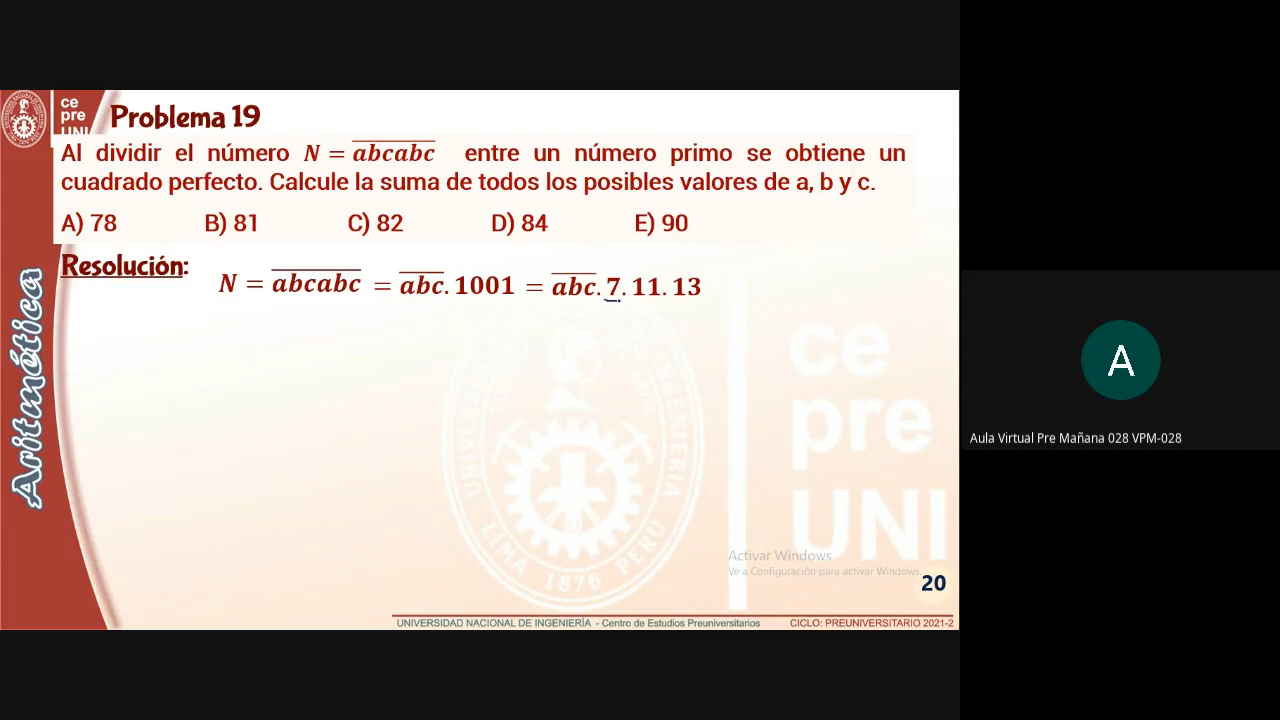 ce
pre
UNI
Problema 19
Al dividir el número N = abcabc entre un número primo se obtiene un
cuadrado perfecto. Calcule la suma de todos los posibles valores de a, b y c.
A) 78 B) 81 C) 82 D) 84 E) 90
Resolución:
N = abcabc = abc. 1001 = abc. 7. 11. 13
Aritmética
ce
pre
UNI
LIMA 1876 PERU
Activar Windows
Ve a Configuración para activar Windows.
20
UNIVERSIDAD NACIONAL DE INGENIERÍA - Centro de Estudios Preuniversitarios CICLO: PREUNIVERSITARIO 2021-2
A
Aula Virtual Pre Mañana 028 VPM-028